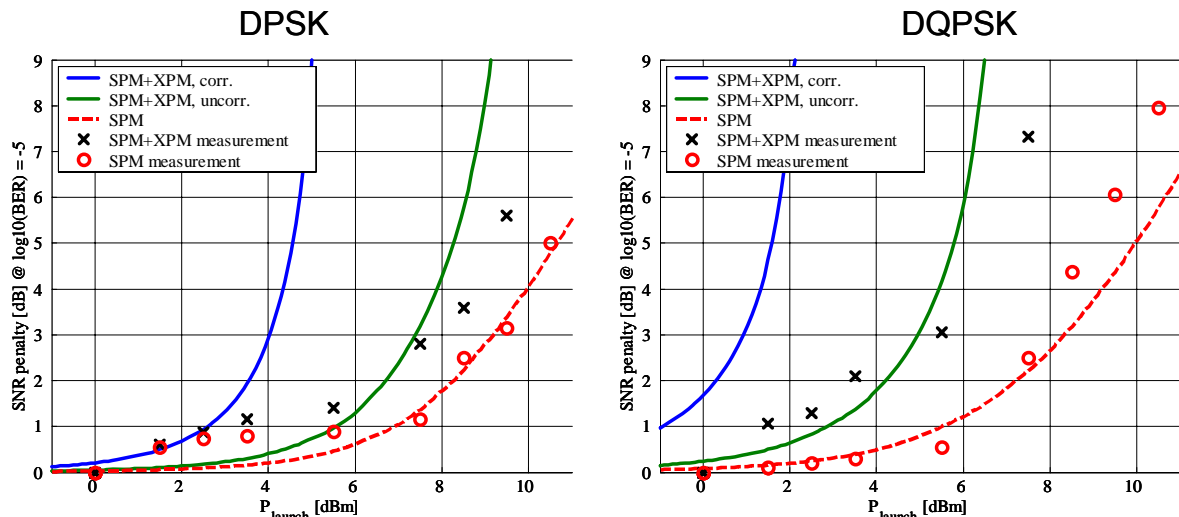 DPSK
SNR penalty [dB] @ log10(BER) = -5
9
8
7
6
5
4
3
2
1
0
SPM+XPM, corr.
SPM+XPM, uncorr.
SPM
SPM+XPM measurement
SPM measurement
0
2
4
6
8
10
P_launch [dBm]
DQPSK
SNR penalty [dB] @ log10(BER) = -5
9
8
7
6
5
4
3
2
1
0
SPM+XPM, corr.
SPM+XPM, uncorr.
SPM
SPM+XPM measurement
SPM measurement
0
2
4
6
8
10
P_launch [dBm]